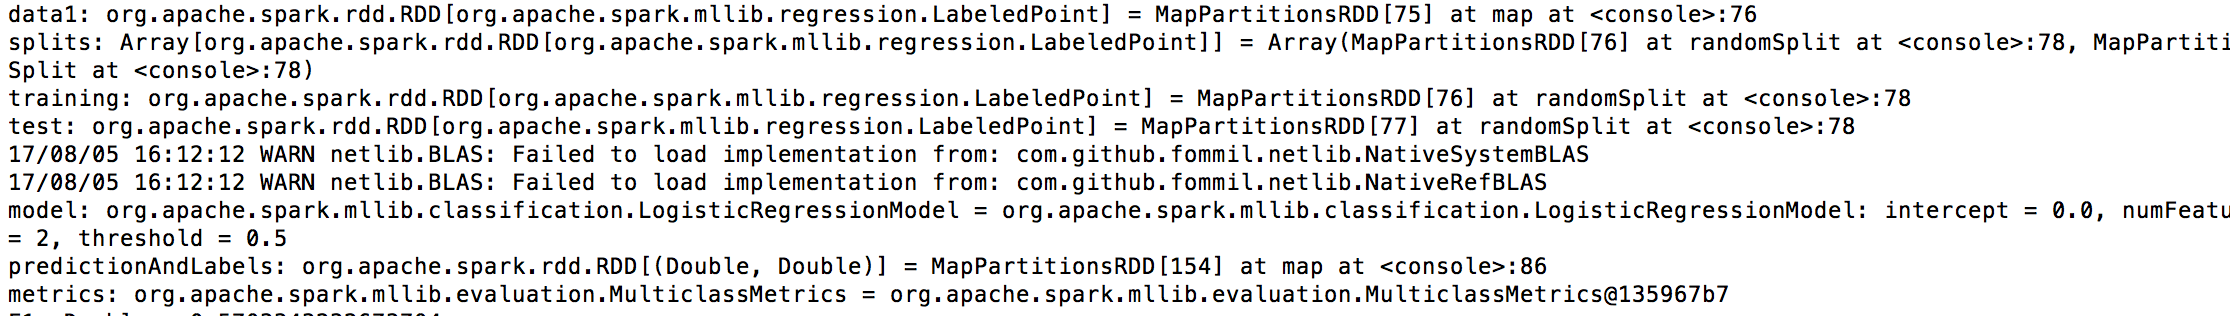 data1: org.apache.spark.rdd.RDD[org.apache.spark.mllib.regression.LabeledPoint] = MapPartitionsRDD[75] at map at <console>:76
splits: Array[org.apache.spark.rdd.RDD[org.apache.spark.mllib.regression.LabeledPoint]] = Array(MapPartitionsRDD[76] at randomSplit at <console>:78, MapPartiti
Split at <console>:78)
training: org.apache.spark.rdd.RDD[org.apache.spark.mllib.regression.LabeledPoint] = MapPartitionsRDD[76] at randomSplit at <console>:78
test: org.apache.spark.rdd.RDD[org.apache.spark.mllib.regression.LabeledPoint] = MapPartitionsRDD[77] at randomSplit at <console>:78
17/08/05 16:12:12 WARN netlib.BLAS: Failed to load implementation from: com.github.fommil.netlib.NativeSystemBLAS
17/08/05 16:12:12 WARN netlib.BLAS: Failed to load implementation from: com.github.fommil.netlib.NativeRefBLAS
model: org.apache.spark.mllib.classification.LogisticRegressionModel = org.apache.spark.mllib.classification.LogisticRegressionModel: intercept = 0.0, numFeatu
= 2, threshold = 0.5
predictionAndLabels: org.apache.spark.rdd.RDD[(Double, Double)] = MapPartitionsRDD[154] at map at <console>:86
metrics: org.apache.spark.mllib.evaluation.MulticlassMetrics = org.apache.spark.mllib.evaluation.MulticlassMetrics@135967b7